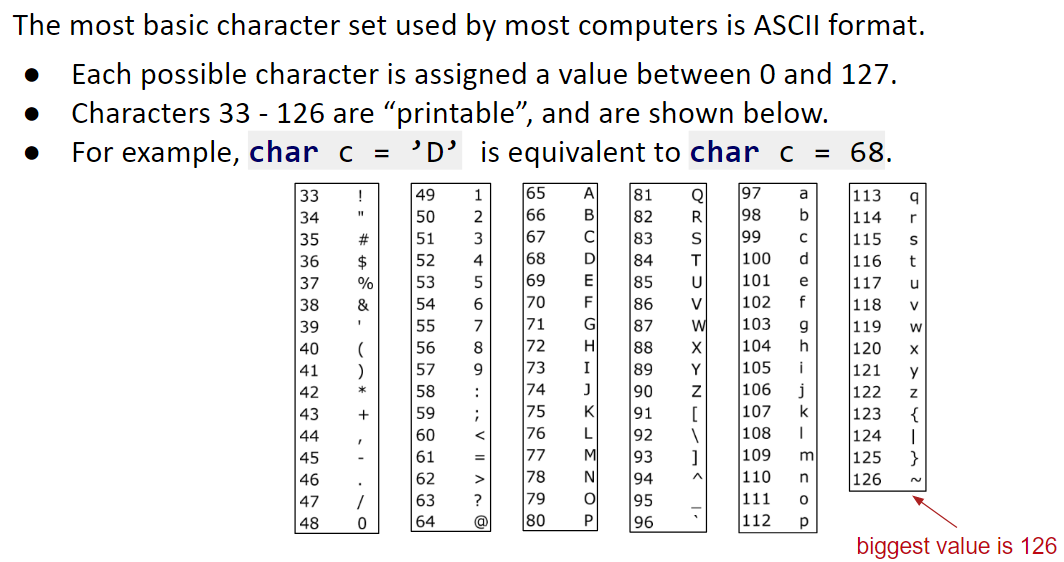 The most basic character set used by most computers is ASCII format.
● Each possible character is assigned a value between 0 and 127.
● Characters 33 - 126 are “printable”, and are shown below.
● For example, char c = ’D’ is equivalent to char c = 68.
33 ! 49 1 65 A 81 Q 97 a 113 q
34 " 50 2 66 B 82 R 98 b 114 r
35 # 51 3 67 C 83 S 99 c 115 s
36 $ 52 4 68 D 84 T 100 d 116 t
37 % 53 5 69 E 85 U 101 e 117 u
38 & 54 6 70 F 86 V 102 f 118 v
39 ' 55 7 71 G 87 W 103 g 119 w
40 ( 56 8 72 H 88 X 104 h 120 x
41 ) 57 9 73 I 89 Y 105 i 121 y
42 * 58 : 74 J 90 Z 106 j 122 z
43 + 59 ; 75 K 91 [ 107 k 123 {
44 , 60 < 76 L 92 \ 108 l 124 |
45 - 61 = 77 M 93 ] 109 m 125 }
46 . 62 > 78 N 94 ^ 110 n 126 ~
47 / 63 ? 79 O 95 _ 111 o
48 0 64 @ 80 P 96 ` 112 p
biggest value is 126